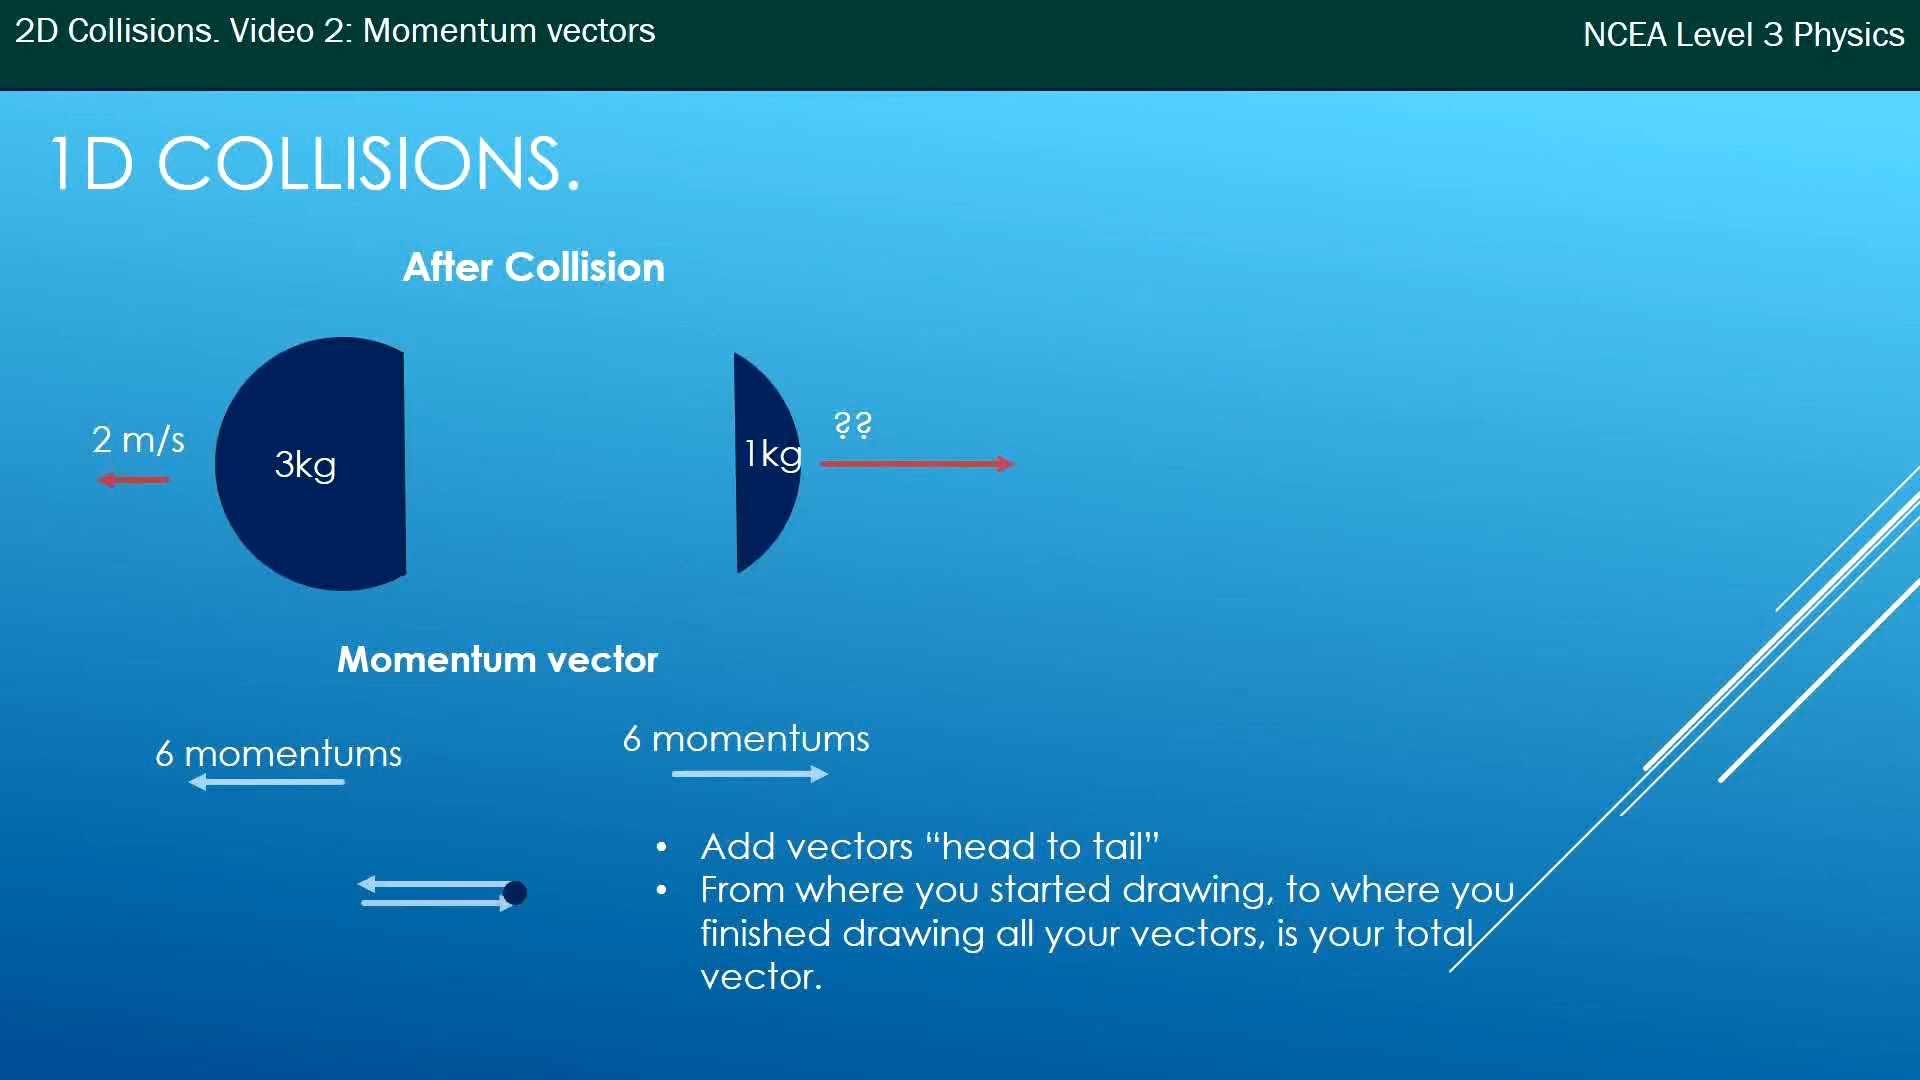 2D Collisions. Video 2: Momentum vectors
NCEA Level 3 Physics
1D COLLISIONS.
After Collision
2 m/s
3kg
1kg
??
Momentum vector
6 momentums
6 momentums
• Add vectors “head to tail”
• From where you started drawing, to where you
finished drawing all your vectors, is your total
vector.